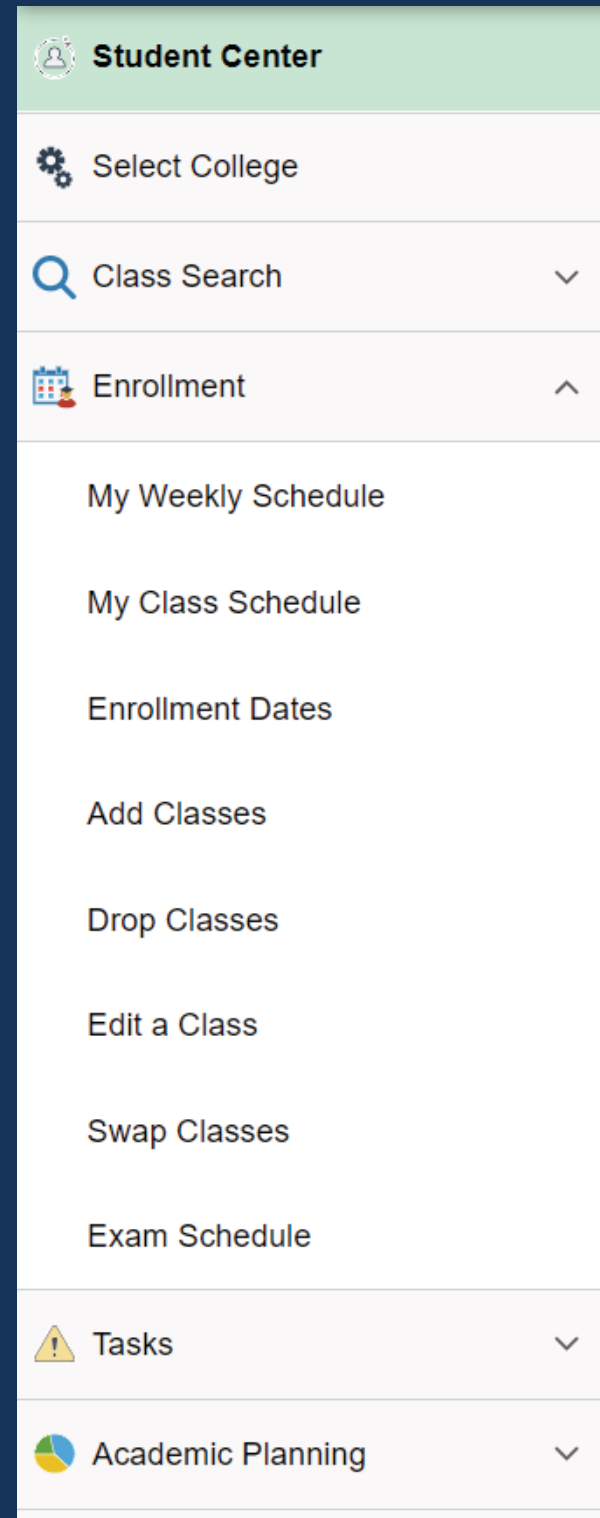 Student Center
Select College
Class Search
Enrollment
My Weekly Schedule
My Class Schedule
Enrollment Dates
Add Classes
Drop Classes
Edit a Class
Swap Classes
Exam Schedule
Tasks
Academic Planning